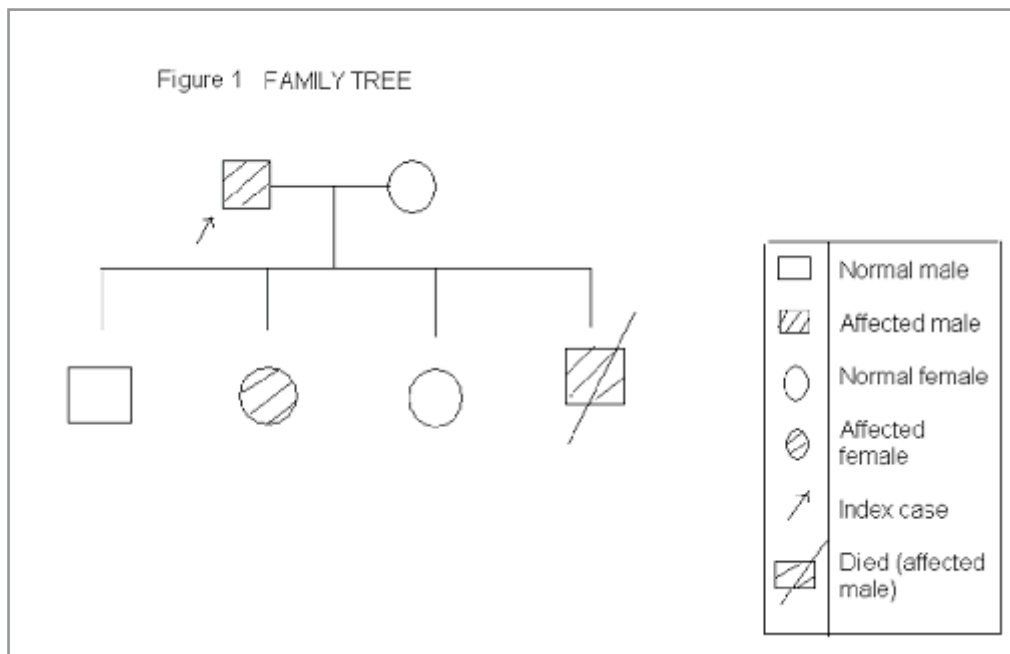 Figure 1 FAMILY TREE
Normal male
Affected male
Normal female
Affected
female
Index case
Died (affected
male)